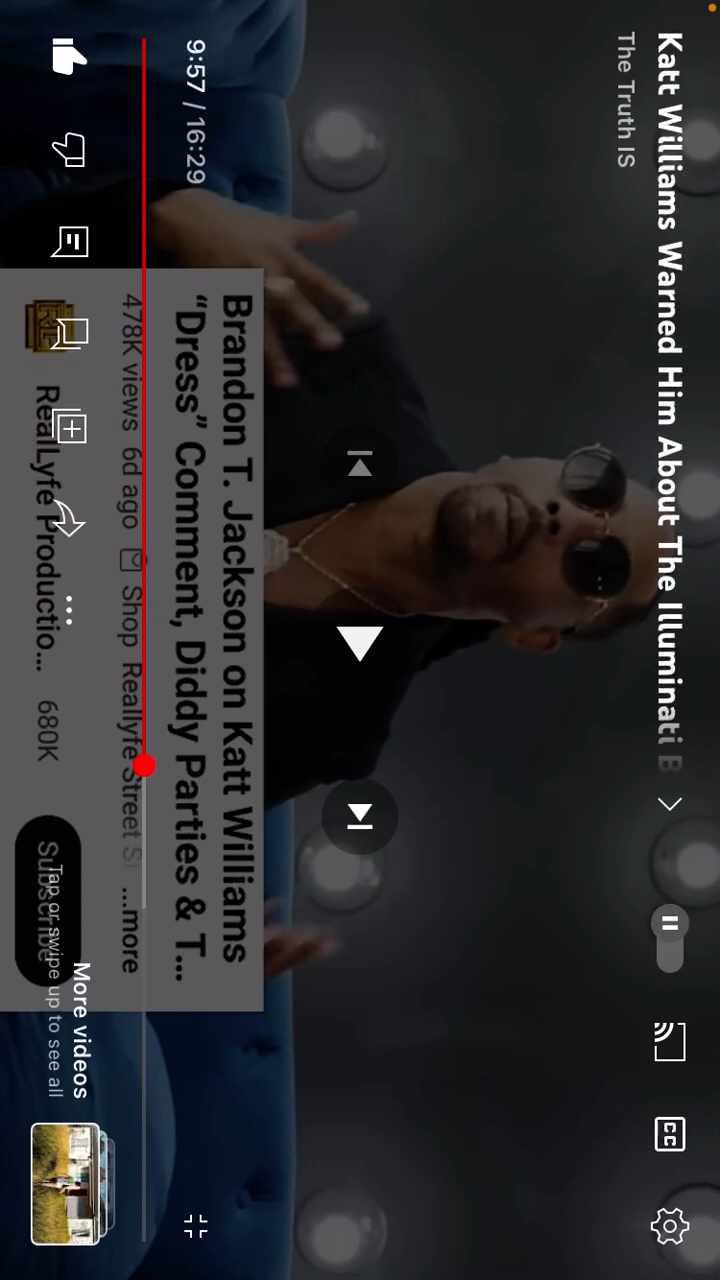 Katt Williams Warned Him About The Illuminati B
The Truth IS
9:57 / 16:29
Brandon T. Jackson on Katt Williams
“Dress” Comment, Diddy Parties & T...
478K views 6d ago Shop Reallyfe Street St ...more
RealLyfe Productio... 680K
Subscribe
More videos
Tap or swipe up to see all